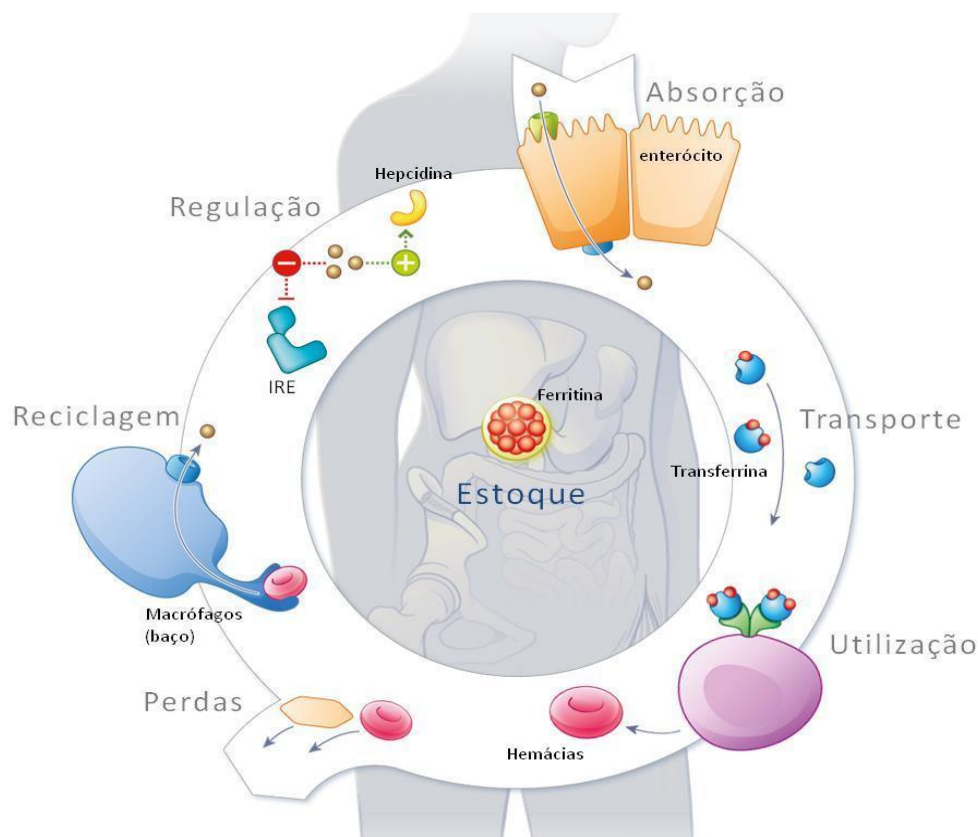 Absorção
enterócito
Hepcidina
Regulação
IRE
Ferritina
Estoque
Reciclagem
Transporte
Transferrina
Macrófagos
(baço)
Utilização
Perdas
Hemácias